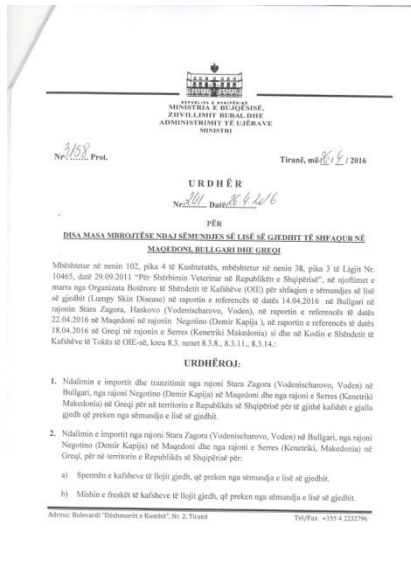 REPUBLIKA E SHQIPËRISË
MINISTRIA E BUJQËSISË,
ZHVILLIMIT RURAL DHE
ADMINISTRIMIT TË UJËRAVE
MINISTRI
Nr. 3/58 Prot.
Tiranë, më 26/4/2016
URDHËR
Nr. 241 Datë 26.4.2016
PËR
DISA MASA MBROJTËSE NDAJ SËMUNDJES SË LISË SË GJEDHIT TË SHFAQUR NË
MAQEDONI, BULLGARI DHE GREQI
Mbështetur në nenin 102, pika 4 të Kushtetutës, mbështetur në nenin 38, pika 3 të Ligjit Nr.
10465, datë 29.09.2011 "Për Shërbimin Veterinar në Republikën e Shqipërisë", në njoftimet e
marra nga Organizata Botërore të Shëndetit të Kafshëve (OIE) për shfaqjen e sëmundjes së lisë
së gjedhit (Lumpy Skin Disease) në raportin e referencës të datës 14.04.2016 në Bullgari në
rajonin Stara Zagora, Haskovo (Vodenischarovo, Voden), në raportin e referencës të datës
22.04.2016 në Maqedoni në rajonin Negotino (Demir Kapija ), në raportin e referencës të datës
18.04.2016 në Greqi në rajonin e Serres (Kenetriki Makedonia) si dhe në Kodin e Shëndetit të
Kafshëve të Tokës të OIE-së, kreu 8.3. nenet 8.3.8., 8.3.11., 8.3.14.:
URDHËROJ:
1. Ndalimin e importit dhe tranzitimit nga rajoni Stara Zagora (Vodenischarovo, Voden) në
Bullgari, nga rajoni Negotino (Demir Kapija) në Maqedoni dhe nga rajoni e Serres (Kenetriki
Makedonia) në Greqi për në territorin e Republikës së Shqipërisë për të gjithë kafshët e gjalla
gjedh që preken nga sëmundja e lisë së gjedhit.
2. Ndalimin e importit nga rajoni Stara Zagora (Vodenischarovo, Voden) në Bullgari, nga rajoni
Negotino (Demir Kapija) në Maqedoni dhe nga rajoni e Serres (Kenetriki, Makedonia) në
Greqi, për në territorin e Republikës së Shqipërisë për:
a) Spermën e kafsheve të llojit gjedh, që preken nga sëmundja e lisë së gjedhit.
b) Mishin e freskët të kafsheve të llojit gjedh, që preken nga sëmundja e lisë së gjedhit.
Adresa: Bulevardi "Dëshmorët e Kombit", Nr. 2, Tiranë
Tel/Fax +355 4 2232796